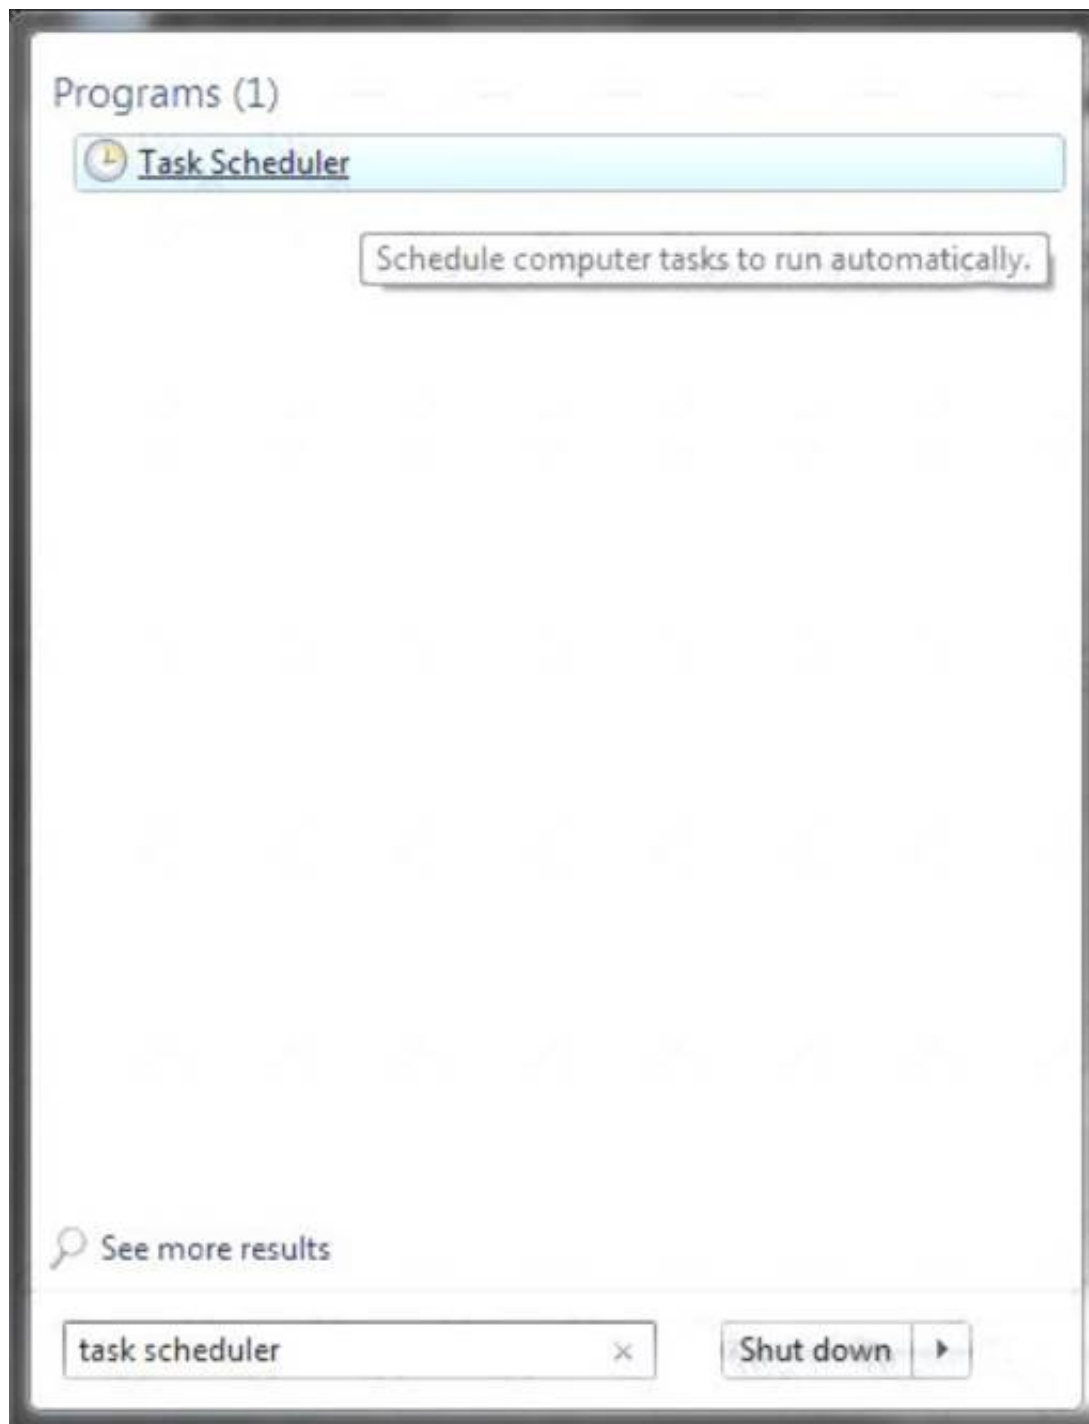 Programs (1)
Task Scheduler
Schedule computer tasks to run automatically.
See more results
task scheduler
Shut down